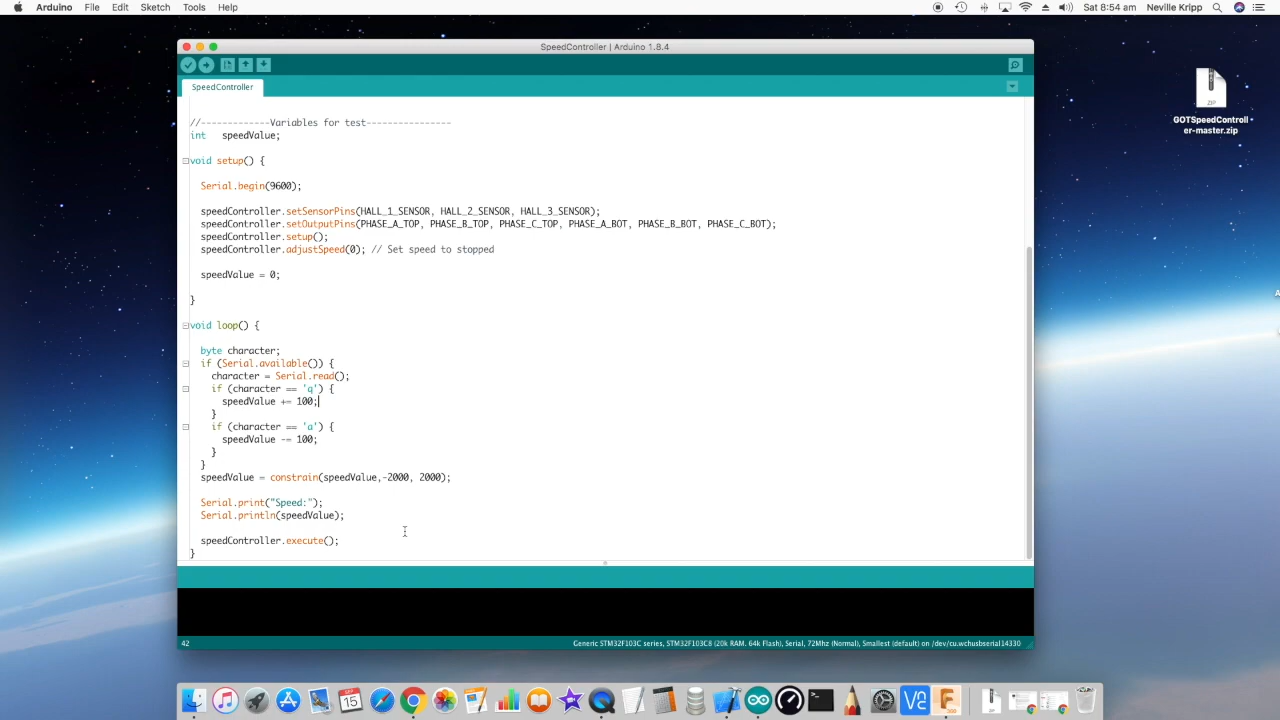 Arduino File Edit Sketch Tools Help Sat 8:54 am Neville Kripp
SpeedController | Arduino 1.8.4
SpeedController
//-------------Variables for test----------------
int   speedValue;
void setup() {
Serial.begin(9600);
speedController.setSensorPins(HALL_1_SENSOR, HALL_2_SENSOR, HALL_3_SENSOR);
speedController.setOutputPins(PHASE_A_TOP, PHASE_B_TOP, PHASE_C_TOP, PHASE_A_BOT, PHASE_B_BOT, PHASE_C_BOT);
speedController.setup();
speedController.adjustSpeed(0); // Set speed to stopped
speedValue = 0;
}
void loop() {
byte character;
if (Serial.available()) {
character = Serial.read();
if (character == 'q') {
speedValue += 100;
}
if (character == 'a') {
speedValue -= 100;
}
}
speedValue = constrain(speedValue,-2000, 2000);
Serial.print("Speed:");
Serial.println(speedValue);
speedController.execute();
}
42 Generic STM32F103C series, STM32F103C8 (20k RAM. 64k Flash), Serial, 72Mhz (Normal), Smallest (default) on /dev/cu.wchusbserial14330
ZIP
GOTSpeedControll
er-master.zip
15